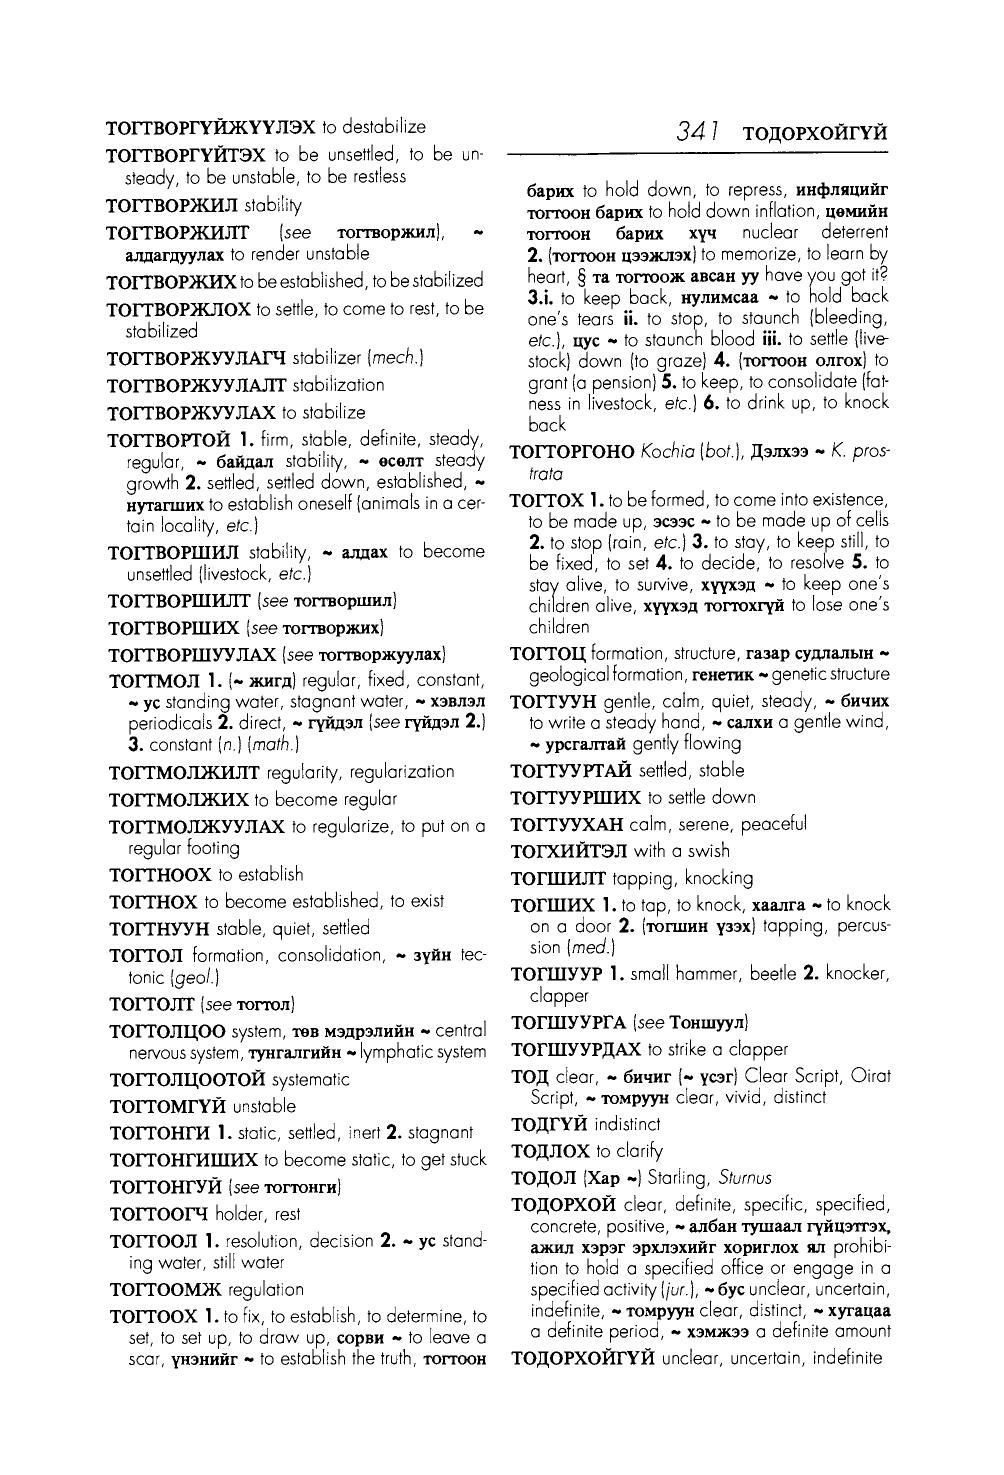 ТОГТВОРГҮЙЖҮҮЛЭХ to destabilize
ТОГТВОРГҮЙТЭХ to be unsettled, to be un-
steady, to be unstable, to be restless
ТОГТВОРЖИЛ stability
ТОГТВОРЖИЛТ (see тогтворжил), ~
алдагдуулах to render unstable
ТОГТВОРЖИХ to be established, to be stabilized
ТОГТВОРЖЛОХ to settle, to come to rest, to be
stabilized
ТОГТВОРЖУУЛАГЧ stabilizer (mech.)
ТОГТВОРЖУУЛАЛТ stabilization
ТОГТВОРЖУУЛАХ to stabilize
ТОГТВОРТОЙ 1. firm, stable, definite, steady,
regular, ~ байдал stability, ~ өсөлт steady
growth 2. settled, settled down, established, ~
нутагших to establish oneself (animals in a cer-
tain locality, etc.)
ТОГТВОРШИЛ stability, ~ алдах to become
unsettled (livestock, etc.)
ТОГТВОРШИЛТ (see тогтворшил)
ТОГТВОРШИХ (see тогтворжих)
ТОГТВОРШУУЛАХ (see тогтворжуулах)
ТОГТМОЛ 1. (~ жигд) regular, fixed, constant,
~ ус standing water, stagnant water, ~ хэвлэл
periodicals 2. direct, ~ гүйдэл (see гүйдэл 2.)
3. constant (n.) (math.)
ТОГТМОЛЖИЛТ regularity, regularization
ТОГТМОЛЖИХ to become regular
ТОГТМОЛЖУУЛАХ to regularize, to put on a
regular footing
ТОГТНООХ to establish
ТОГТНОХ to become established, to exist
ТОГТНУУН stable, quiet, settled
ТОГТОЛ formation, consolidation, ~ зүйн tec-
tonic (geol.)
ТОГТОЛТ (see тогтол)
ТОГТОЛЦОО system, төв мэдрэлийн ~ central
nervous system, тунгалгийн ~ lymphatic system
ТОГТОЛЦООТОЙ systematic
ТОГТОМГҮЙ unstable
ТОГТОНГИ 1. static, settled, inert 2. stagnant
ТОГТОНГИШИХ to become static, to get stuck
ТОГТОНГУЙ (see тогтонги)
ТОГТООГЧ holder, rest
ТОГТООЛ 1. resolution, decision 2. ~ ус stand-
ing water, still water
ТОГТООМЖ regulation
ТОГТООХ 1. to fix, to establish, to determine, to
set, to set up, to draw up, сорви ~ to leave a
scar, үнэнийг ~ to establish the truth, тогтоон
341 ТОДОРХОЙГҮЙ
барих to hold down, to repress, инфляцийг
тогтоон барих to hold down inflation, цөмийн
тогтоон барих хүч nuclear deterrent
2. (тогтоон цээжлэх) to memorize, to learn by
heart, § та тогтоож авсан уу have you got it?
3.i. to keep back, нулимсаа ~ to hold back
one's tears ii. to stop, to staunch (bleeding,
etc.), цус ~ to staunch blood iii. to settle (live-
stock) down (to graze) 4. (тогтоон олгох) to
grant (a pension) 5. to keep, to consolidate (fat-
ness in livestock, etc.) 6. to drink up, to knock
back
ТОГТОРГОНО Kochia (bot.), Дэлхээ ~ K. pros-
trata
ТОГТОХ 1. to be formed, to come into existence,
to be made up, эсээс ~ to be made up of cells
2. to stop (rain, etc.) 3. to stay, to keep still, to
be fixed, to set 4. to decide, to resolve 5. to
stay alive, to survive, хүүхэд ~ to keep one's
children alive, хүүхэд тогтохгүй to lose one's
children
ТОГТОЦ formation, structure, газар судлалын ~
geological formation, генетик ~ genetic structure
ТОГТУУН gentle, calm, quiet, steady, ~ бичих
to write a steady hand, ~ салхи a gentle wind,
~ урсгалтай gently flowing
ТОГТУУРТАЙ settled, stable
ТОГТУУРШИХ to settle down
ТОГТУУХАН calm, serene, peaceful
ТОГХИЙТЭЛ with a swish
ТОГШИЛТ tapping, knocking
ТОГШИХ 1. to tap, to knock, хаалга ~ to knock
on a door 2. (тогшин үзэх) tapping, percus-
sion (med.)
ТОГШУУР 1. small hammer, beetle 2. knocker,
clapper
ТОГШУУРГА (see Тоншуул)
ТОГШУУРДАХ to strike a clapper
ТОД clear, ~ бичиг (~ үсэг) Clear Script, Oirat
Script, ~ томруун clear, vivid, distinct
ТОДГҮЙ indistinct
ТОДЛОХ to clarify
ТОДОЛ (Хар ~) Starling, Sturnus
ТОДОРХОЙ clear, definite, specific, specified,
concrete, positive, ~ албан тушаал гүйцэтгэх,
ажил хэрэг эрхлэхийг хориглох ял prohibi-
tion to hold a specified office or engage in a
specified activity (jur.), ~ бус unclear, uncertain,
indefinite, ~ томруун clear, distinct, ~ хугацаа
a definite period, ~ хэмжээ a definite amount
ТОДОРХОЙГҮЙ unclear, uncertain, indefinite